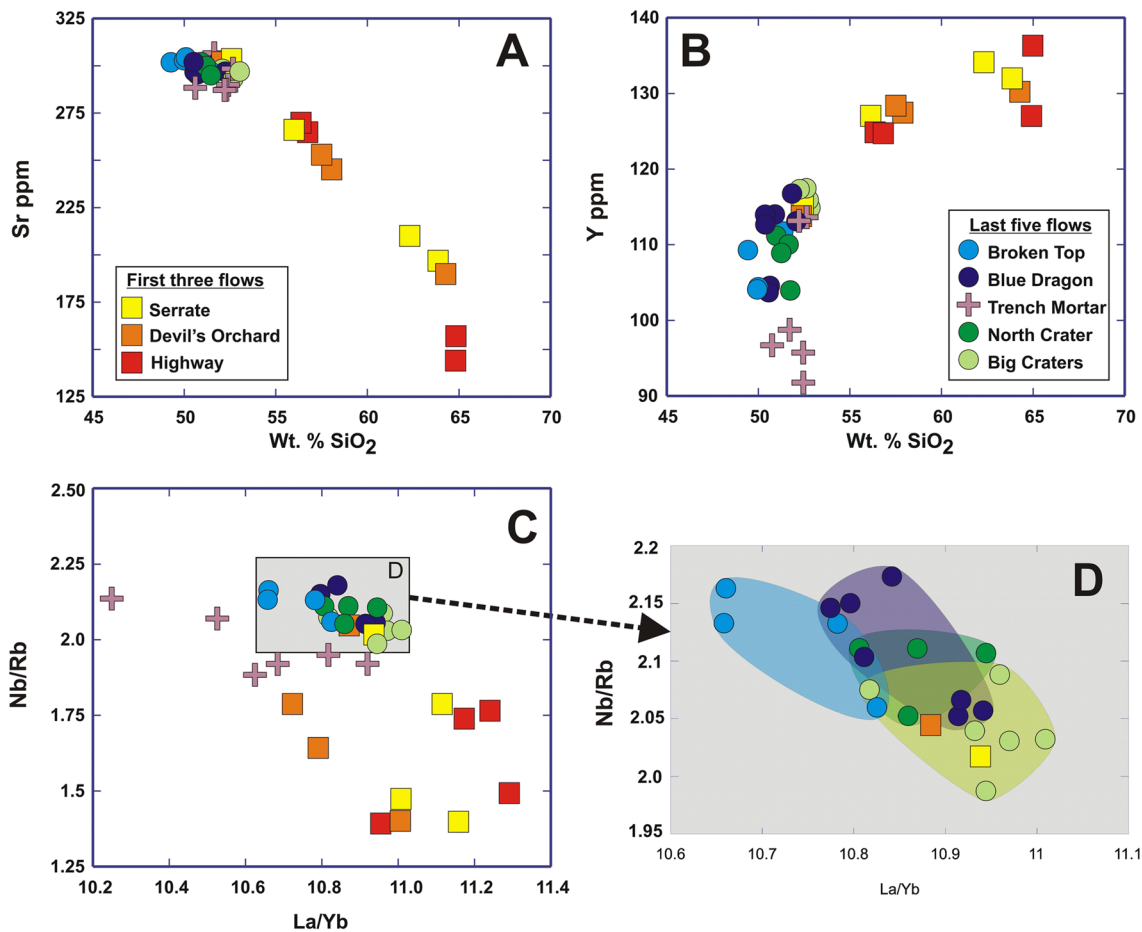 A
325
275
225
175
125
Sr ppm
First three flows
Serrate
Devil's Orchard
Highway
45 50 55 60 65 70
Wt. % SiO2
B
140
130
120
110
100
90
Y ppm
Last five flows
Broken Top
Blue Dragon
Trench Mortar
North Crater
Big Craters
45 50 55 60 65 70
Wt. % SiO2
C
2.50
2.25
2.00
1.75
1.5
1.25
Nb/Rb
D
10.2 10.4 10.6 10.8 11.0 11.2 11.4
La/Yb
D
2.2
2.15
2.1
2.05
2.0
1.95
Nb/Rb
10.6 10.7 10.8 10.9 11 11.1
La/Yb